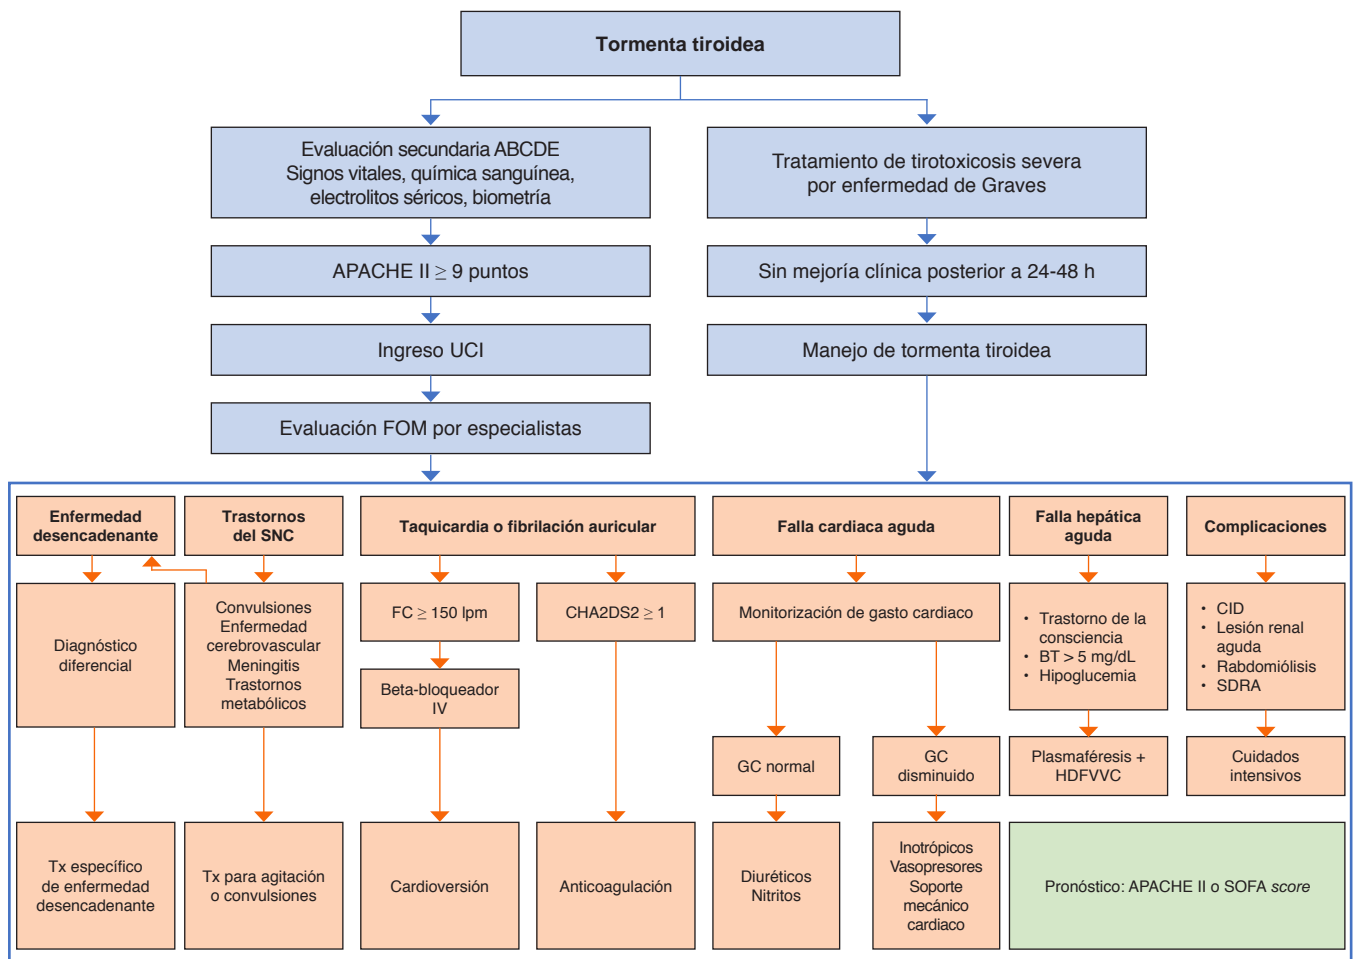 Tormenta tiroidea
Evaluación secundaria ABCDE
Signos vitales, química sanguínea,
electrolitos séricos, biometría
Tratamiento de tirotoxicosis severa
por enfermedad de Graves
APACHE II ≥ 9 puntos
Sin mejoría clínica posterior a 24-48 h
Ingreso UCI
Manejo de tormenta tiroidea
Evaluación FOM por especialistas
Enfermedad
desencadenante
Trastornos
del SNC
Taquicardia o fibrilación auricular
Falla cardiaca aguda
Falla hepática
aguda
Complicaciones
Diagnóstico
diferencial
Convulsiones
Enfermedad
cerebrovascular
Meningitis
Trastornos
metabólicos
FC ≥ 150 lpm
Beta-bloqueador
IV
CHA2DS2 ≥ 1
Monitorización de gasto cardiaco
• Trastorno de la
consciencia
• BT > 5 mg/dL
• Hipoglucemia
• CID
• Lesión renal
aguda
• Rabdomiólisis
• SDRA
GC normal
GC
disminuido
Plasmaféresis +
HDFVVC
Cuidados
intensivos
Tx específico
de enfermedad
desencadenante
Tx para agitación
o convulsiones
Cardioversión
Anticoagulación
Diuréticos
Nitritos
Inotrópicos
Vasopresores
Soporte
mecánico
cardiaco
Pronóstico: APACHE II o SOFA score